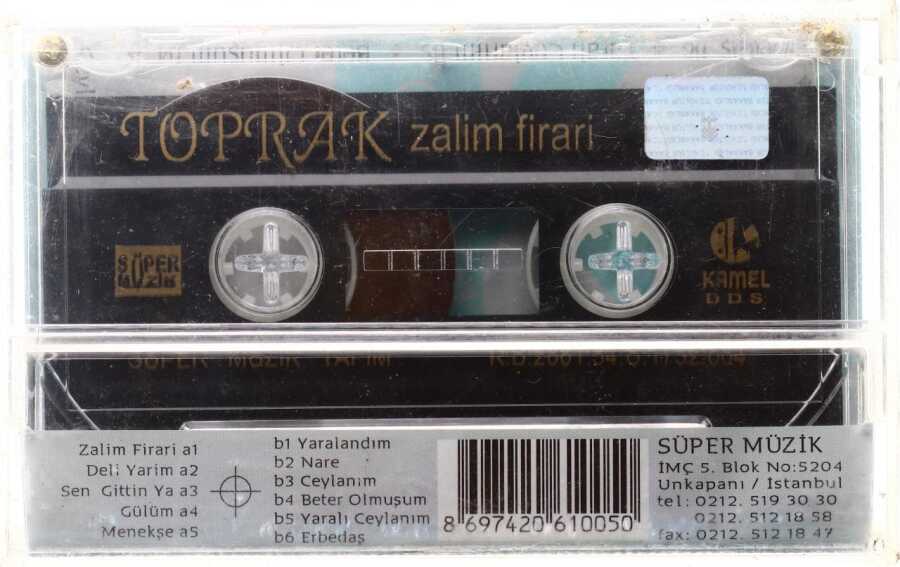 TOPRAK zalim firari
SÜPER
MÜZİK
KAMEL
DDS
SÜPER MÜZİK YAPIM
Zalim Firari a1
Deli Yarim a2
Sen Gittin Ya a3
Gülüm a4
Menekşe a5
b1 Yaralandım
b2 Nare
b3 Ceylanım
b4 Beter Olmuşum
b5 Yaralı Ceylanım
b6 Erbedaş
8 697420 610050
SÜPER MÜZİK
İMÇ 5. Blok No:5204
Unkapanı / İstanbul
tel: 0212. 519 30 30
0212. 512 18 58
fax: 0212. 512 18 47